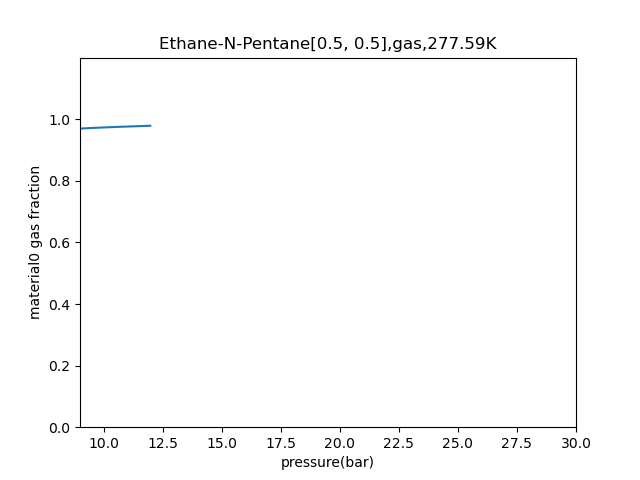 Ethane-N-Pentane[0.5, 0.5],gas,277.59K
material0 gas fraction
1.0
0.8
0.6
0.4
0.2
0.0
10.0 12.5 15.0 17.5 20.0 22.5 25.0 27.5 30.0
pressure(bar)